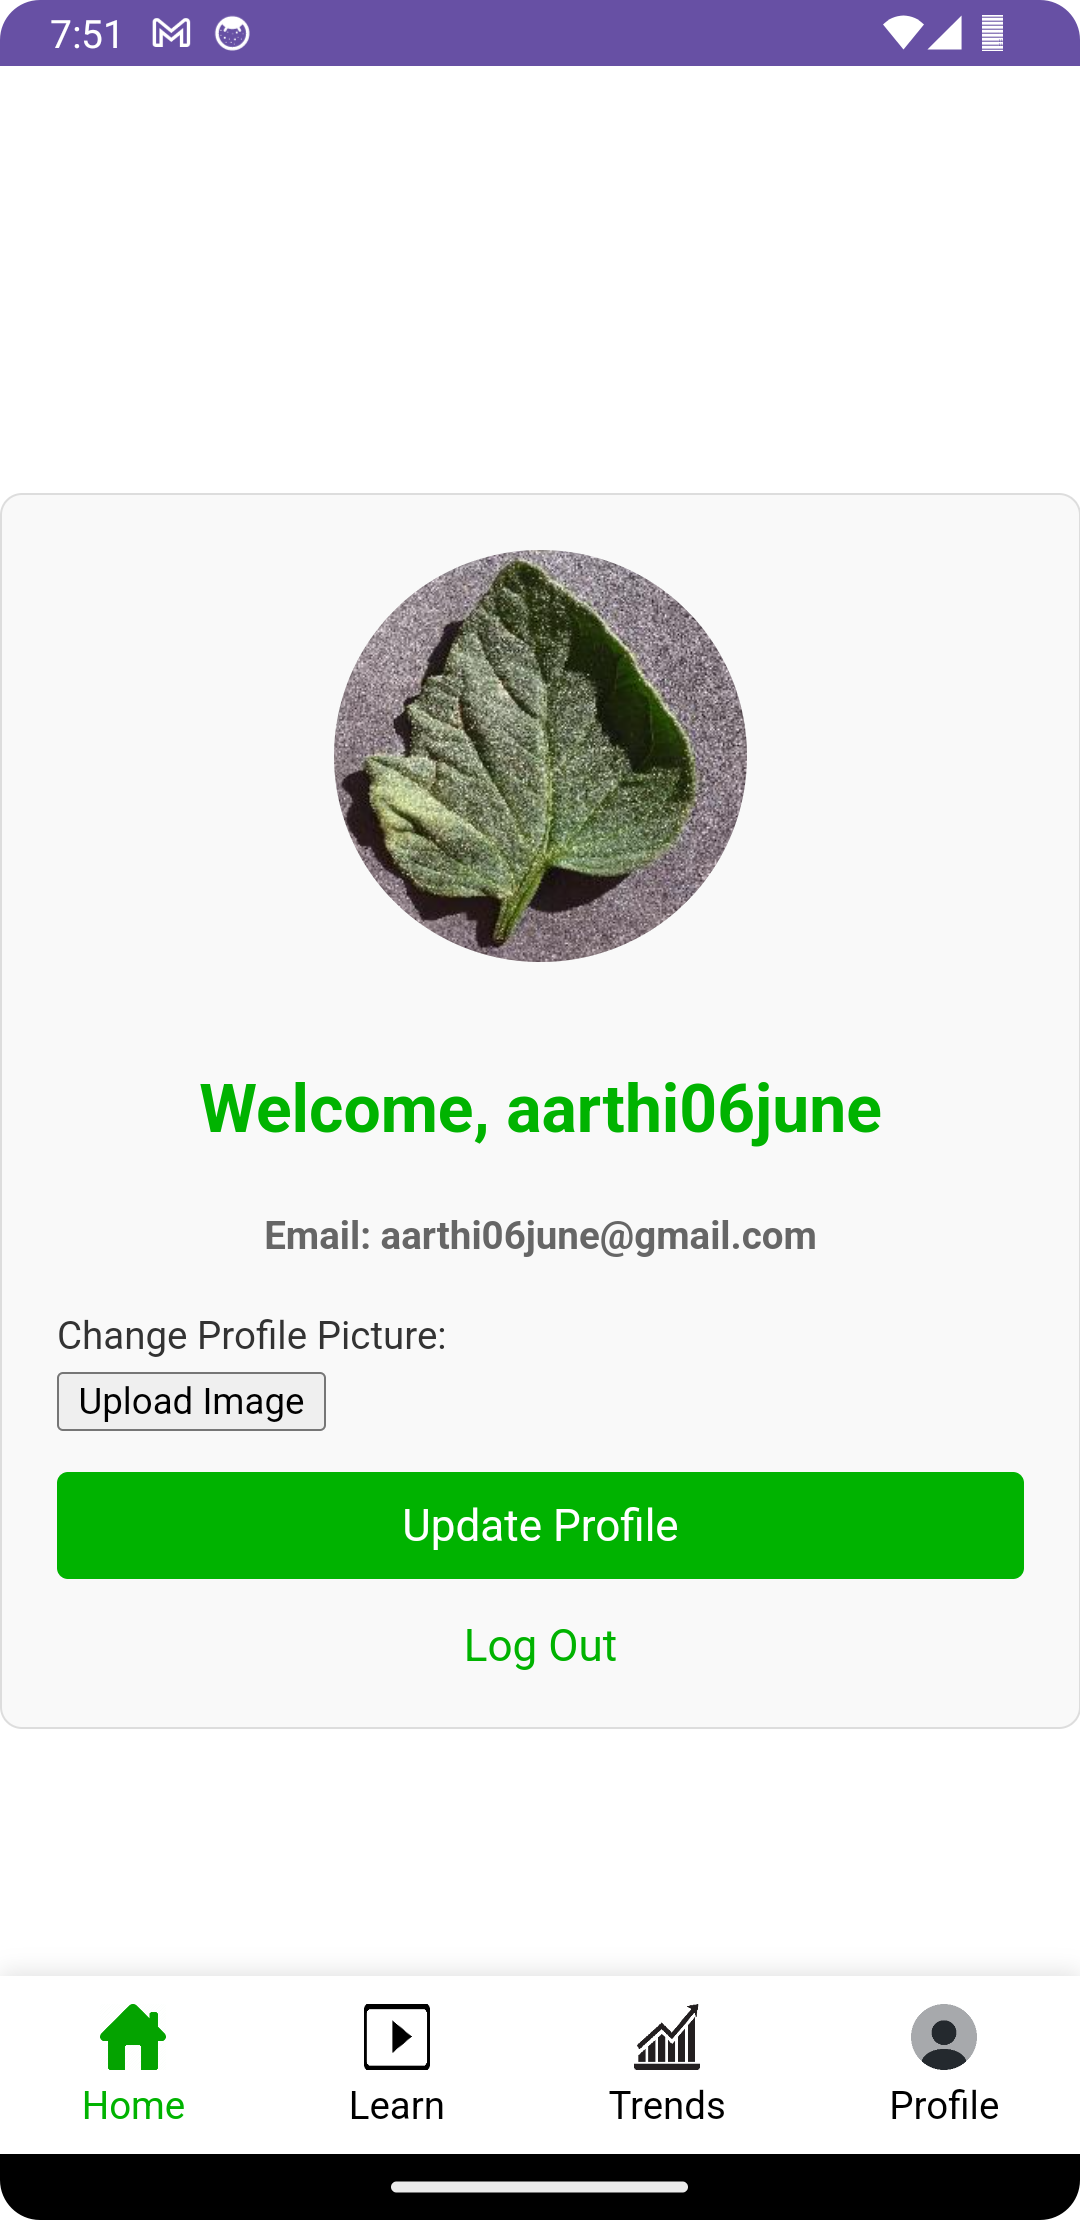 7:51
Welcome, aarthi06june
Email: aarthi06june@gmail.com
Change Profile Picture:
Upload Image
Update Profile
Log Out
Home
Learn
Trends
Profile